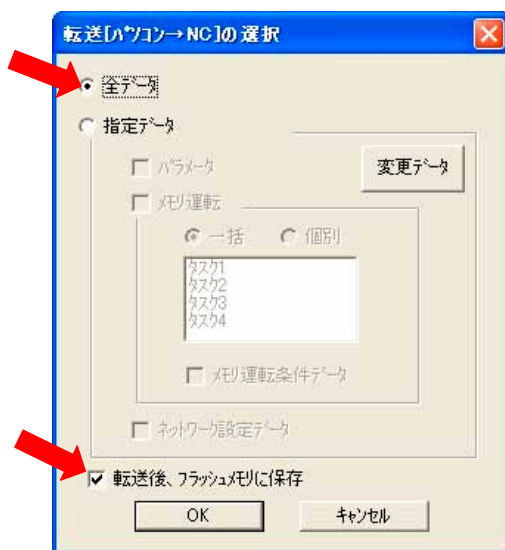 転送[ﾊﾟｿｺﾝ→NC]の選択
全ﾃﾞｰﾀ
指定ﾃﾞｰﾀ
ﾊﾟﾗﾒｰﾀ
変更ﾃﾞｰﾀ
ﾒﾓﾘ運転
一括 個別
ﾀｽｸ1
ﾀｽｸ2
ﾀｽｸ3
ﾀｽｸ4
ﾒﾓﾘ運転条件ﾃﾞｰﾀ
ﾈｯﾄﾜｰｸ設定ﾃﾞｰﾀ
転送後、ﾌﾗｯｼｭﾒﾓﾘに保存
OK ｷｬﾝｾﾙ